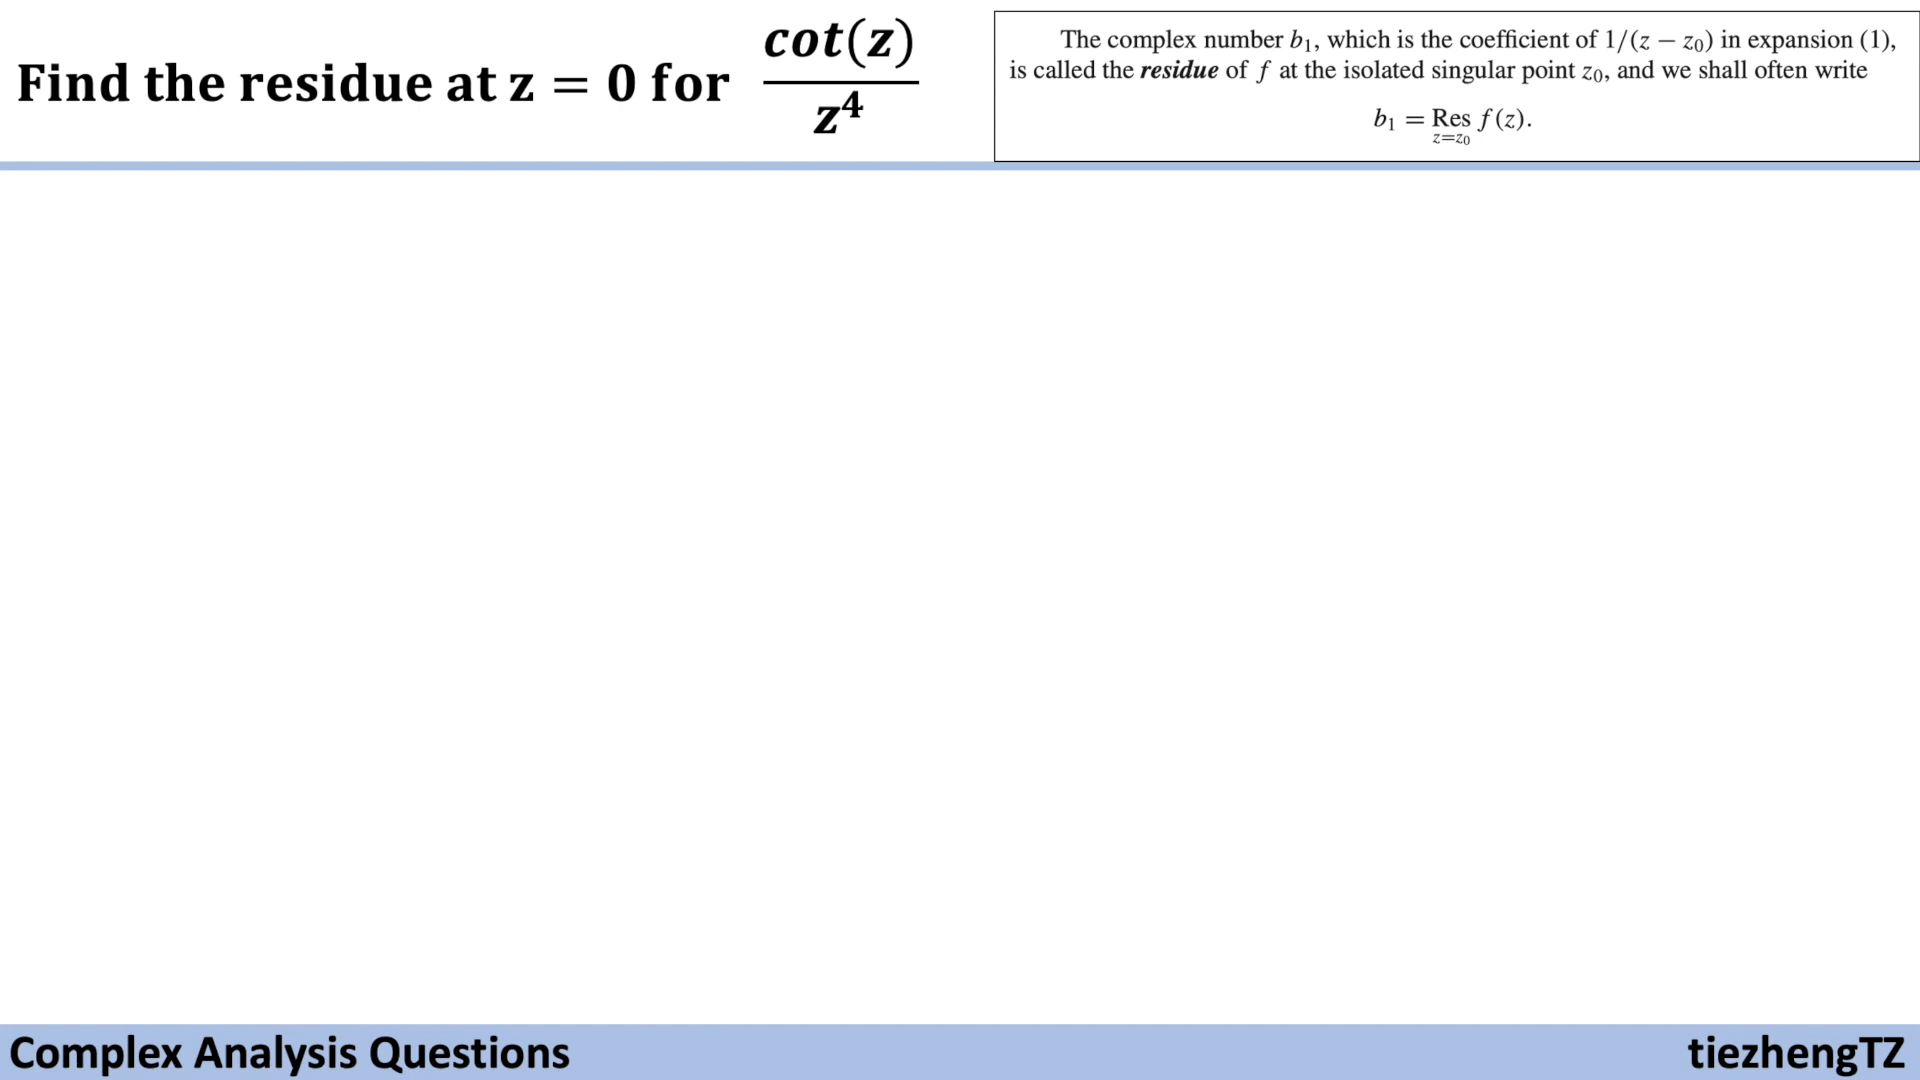 Find the residue at z = 0 for cot(z)/z⁴
The complex number b₁, which is the coefficient of 1/(z − z₀) in expansion (1),
is called the residue of f at the isolated singular point z₀, and we shall often write
b₁ = Res f(z).
z=z₀
Complex Analysis Questions
tiezhengTZ